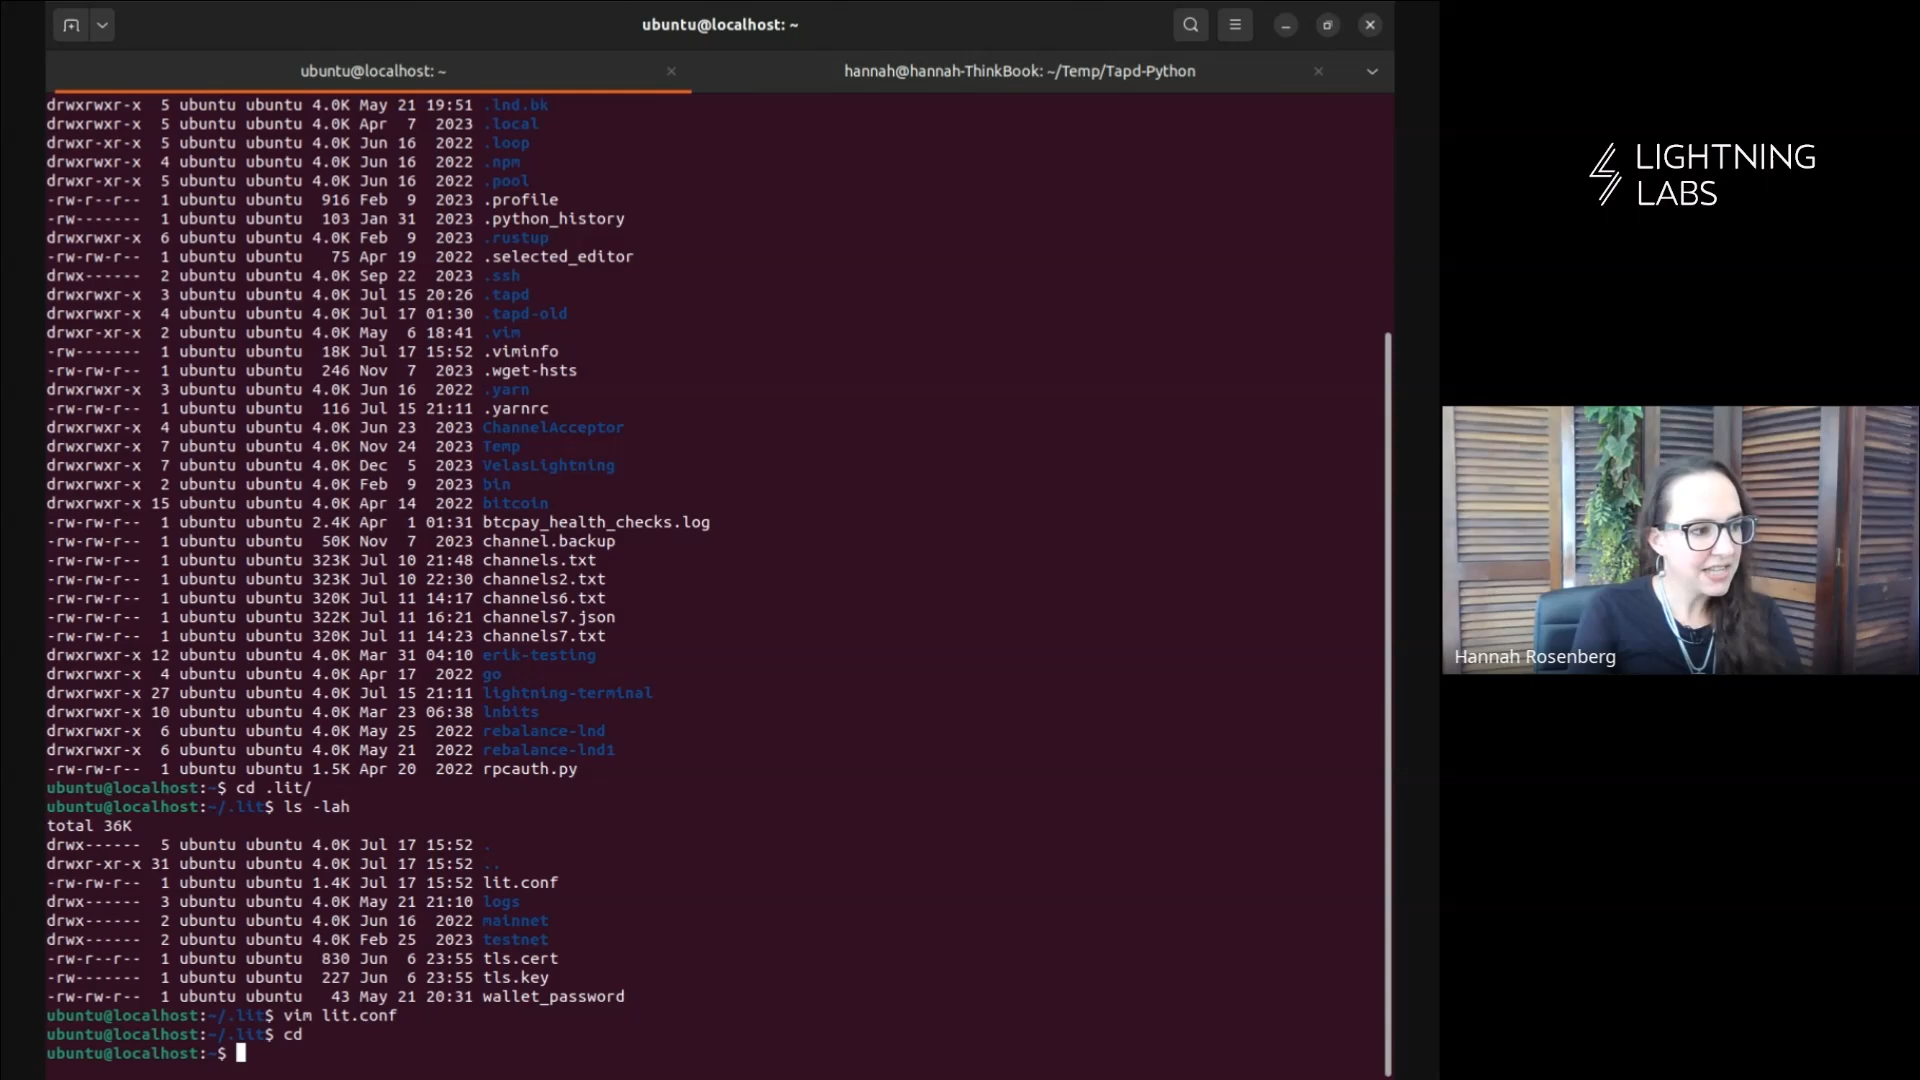 ubuntu@localhost: ~
ubuntu@localhost: ~
hannah@hannah-ThinkBook: ~/Temp/Tapd-Python
drwxrwxr-x 5 ubuntu ubuntu 4.0K May 21 19:51 .lnd.bk
drwxrwxr-x 5 ubuntu ubuntu 4.0K Apr 7 2023 .local
drwxr-xr-x 5 ubuntu ubuntu 4.0K Jun 16 2022 .loop
drwxrwxr-x 4 ubuntu ubuntu 4.0K Jun 16 2022 .npm
drwxr-xr-x 5 ubuntu ubuntu 4.0K Jun 16 2022 .pool
-rw-r--r-- 1 ubuntu ubuntu 916 Feb 9 2023 .profile
-rw------- 1 ubuntu ubuntu 103 Jan 31 2023 .python_history
drwxrwxr-x 6 ubuntu ubuntu 4.0K Feb 9 2023 .rustup
-rw-rw-r-- 1 ubuntu ubuntu 75 Apr 19 2022 .selected_editor
drwx------ 2 ubuntu ubuntu 4.0K Sep 22 2023 .ssh
drwxrwxr-x 3 ubuntu ubuntu 4.0K Jul 15 20:26 .tapd
drwxrwxr-x 4 ubuntu ubuntu 4.0K Jul 17 01:30 .tapd-old
drwxr-xr-x 2 ubuntu ubuntu 4.0K May 6 18:41 .vim
-rw------- 1 ubuntu ubuntu 18K Jul 17 15:52 .viminfo
-rw-rw-r-- 1 ubuntu ubuntu 246 Nov 7 2023 .wget-hsts
drwxrwxr-x 3 ubuntu ubuntu 4.0K Jun 16 2022 .yarn
-rw-rw-r-- 1 ubuntu ubuntu 116 Jul 15 21:11 .yarnrc
drwxrwxr-x 4 ubuntu ubuntu 4.0K Jun 23 2023 ChannelAcceptor
drwxrwxr-x 7 ubuntu ubuntu 4.0K Nov 24 2023 Temp
drwxrwxr-x 7 ubuntu ubuntu 4.0K Dec 5 2023 VelasLightning
drwxrwxr-x 2 ubuntu ubuntu 4.0K Feb 9 2023 bin
drwxrwxr-x 15 ubuntu ubuntu 4.0K Apr 14 2022 bitcoin
-rw-rw-r-- 1 ubuntu ubuntu 2.4K Apr 1 01:31 btcpay_health_checks.log
-rw-rw-r-- 1 ubuntu ubuntu 50K Nov 7 2023 channel.backup
-rw-rw-r-- 1 ubuntu ubuntu 323K Jul 10 21:48 channels.txt
-rw-rw-r-- 1 ubuntu ubuntu 323K Jul 10 22:30 channels2.txt
-rw-rw-r-- 1 ubuntu ubuntu 320K Jul 11 14:17 channels6.txt
-rw-rw-r-- 1 ubuntu ubuntu 322K Jul 11 16:21 channels7.json
-rw-rw-r-- 1 ubuntu ubuntu 320K Jul 11 14:23 channels7.txt
drwxrwxr-x 12 ubuntu ubuntu 4.0K Mar 31 04:10 erik-testing
drwxrwxr-x 4 ubuntu ubuntu 4.0K Apr 17 2022 go
drwxrwxr-x 27 ubuntu ubuntu 4.0K Jul 15 21:11 lightning-terminal
drwxrwxr-x 10 ubuntu ubuntu 4.0K Mar 23 06:38 lnbits
drwxrwxr-x 6 ubuntu ubuntu 4.0K May 25 2022 rebalance-lnd
drwxrwxr-x 6 ubuntu ubuntu 4.0K May 21 2022 rebalance-lnd1
-rw-rw-r-- 1 ubuntu ubuntu 1.5K Apr 20 2022 rpcauth.py
ubuntu@localhost:~$ cd .lit/
ubuntu@localhost:~/.lit$ ls -lah
total 36K
drwx------ 5 ubuntu ubuntu 4.0K Jul 17 15:52 .
drwxr-xr-x 31 ubuntu ubuntu 4.0K Jul 17 15:52 ..
-rw-rw-r-- 1 ubuntu ubuntu 1.4K Jul 17 15:52 lit.conf
drwx------ 3 ubuntu ubuntu 4.0K May 21 21:10 logs
drwx------ 2 ubuntu ubuntu 4.0K Jun 16 2022 mainnet
drwx------ 2 ubuntu ubuntu 4.0K Feb 25 2023 testnet
-rw-r--r-- 1 ubuntu ubuntu 830 Jun 6 23:55 tls.cert
-rw------- 1 ubuntu ubuntu 227 Jun 6 23:55 tls.key
-rw-rw-r-- 1 ubuntu ubuntu 43 May 21 20:31 wallet_password
ubuntu@localhost:~/.lit$ vim lit.conf
ubuntu@localhost:~/.lit$ cd
ubuntu@localhost:~$
LIGHTNING
LABS
Hannah Rosenberg